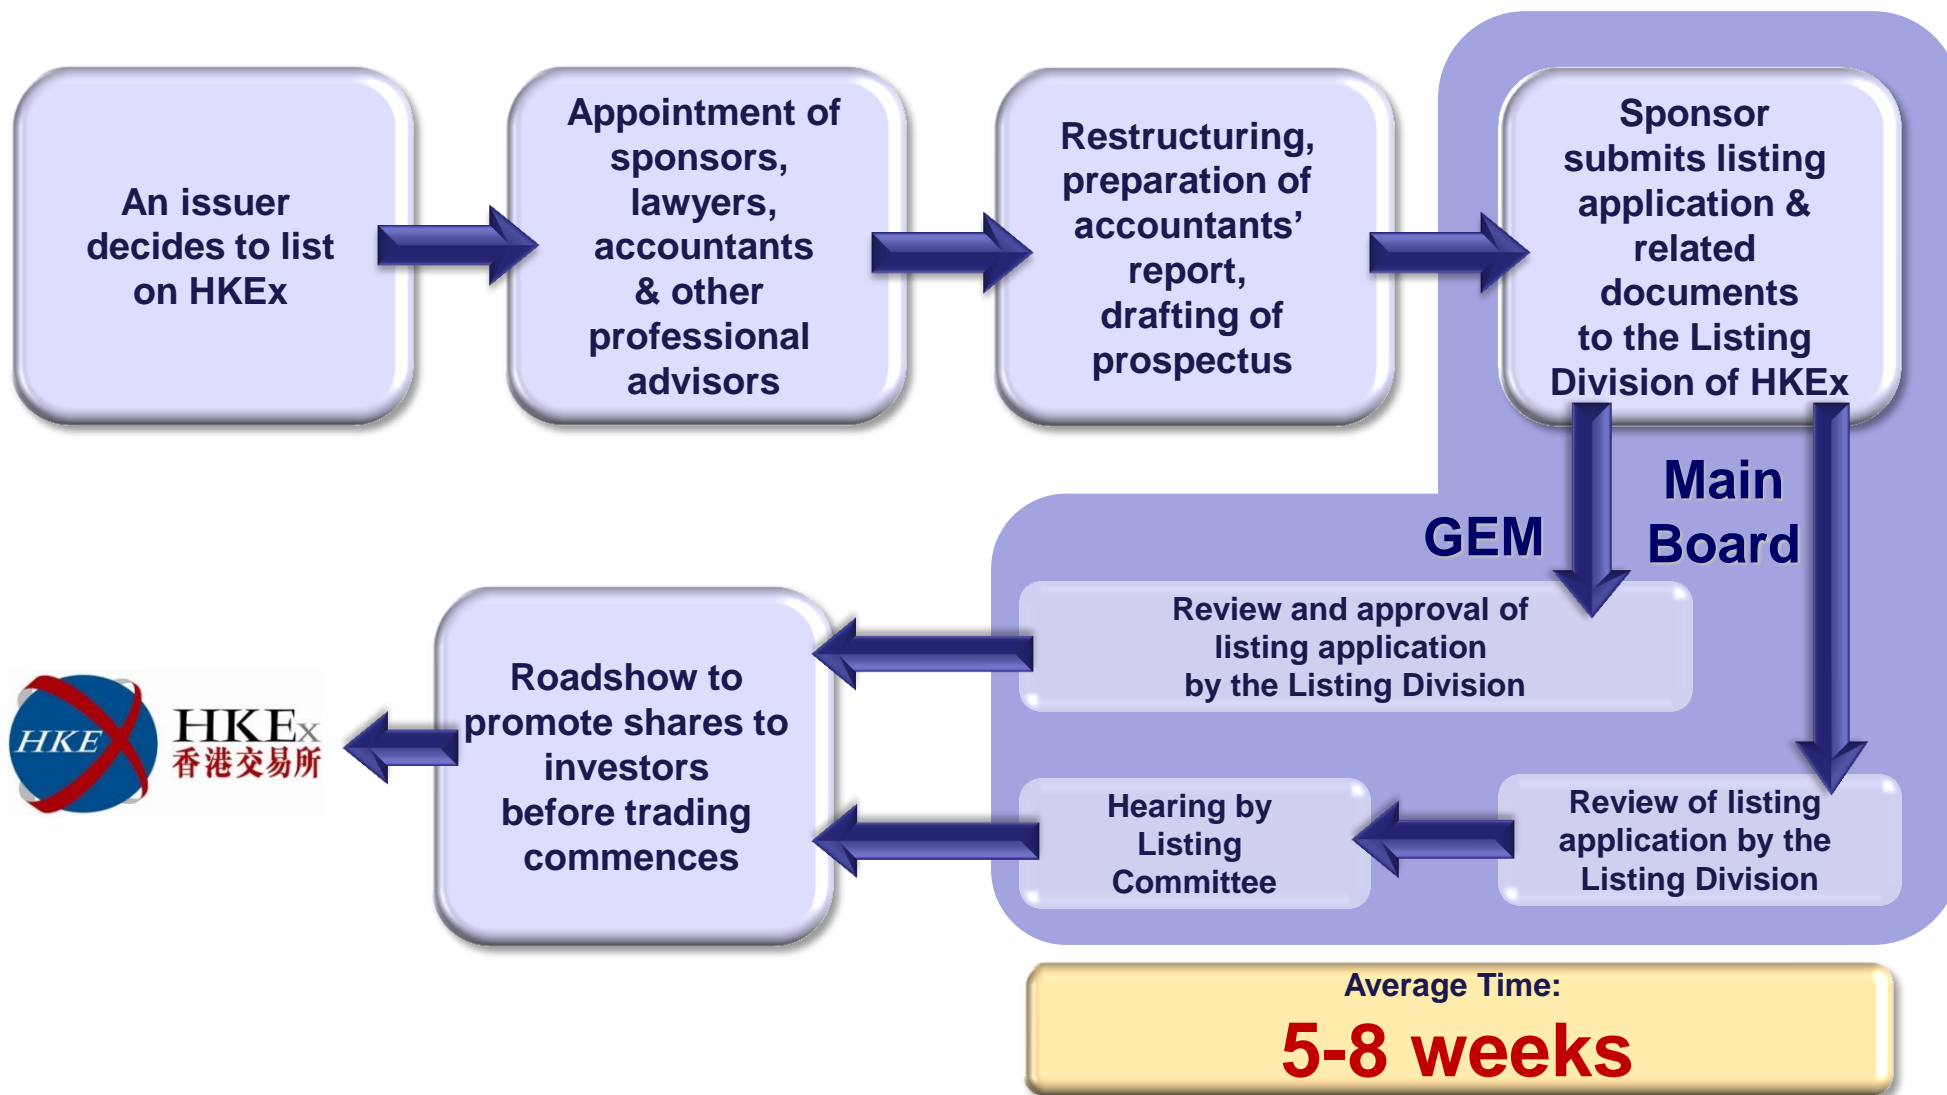 An issuer
decides to list
on HKEx
Appointment of
sponsors,
lawyers,
accountants
& other
professional
advisors
Restructuring,
preparation of
accountants’
report,
drafting of
prospectus
Sponsor
submits listing
application &
related
documents
to the Listing
Division of HKEx
GEM
Main
Board
Review and approval of
listing application
by the Listing Division
Review of listing
application by the
Listing Division
Hearing by
Listing
Committee
Roadshow to
promote shares to
investors
before trading
commences
HKEX
HKEx
香港交易所
Average Time:
5-8 weeks